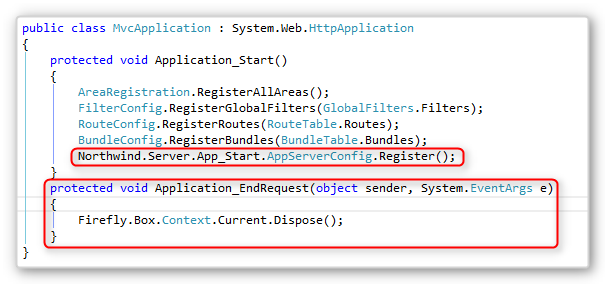 public class MvcApplication : System.Web.HttpApplication
{
    protected void Application_Start()
    {
        AreaRegistration.RegisterAllAreas();
        FilterConfig.RegisterGlobalFilters(GlobalFilters.Filters);
        RouteConfig.RegisterRoutes(RouteTable.Routes);
        BundleConfig.RegisterBundles(BundleTable.Bundles);
        Northwind.Server.App_Start.AppServerConfig.Register();
    }
    protected void Application_EndRequest(object sender, System.EventArgs e)
    {
        Firefly.Box.Context.Current.Dispose();
    }
}